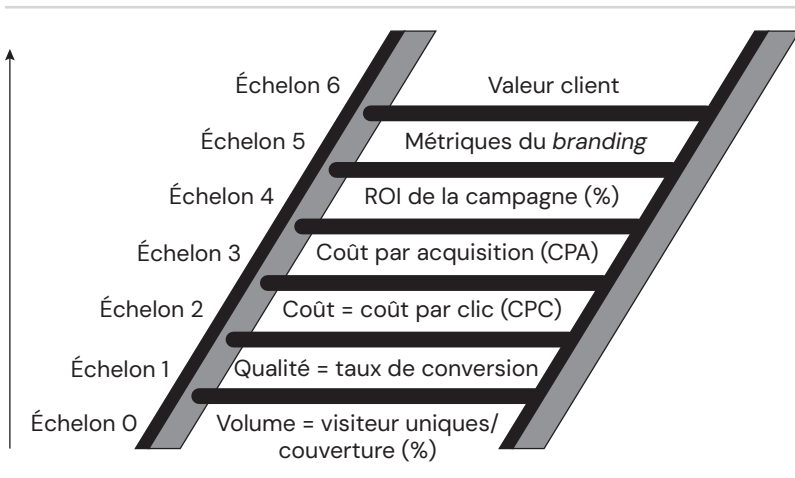 Échelon 6 Valeur client
Échelon 5 Métriques du branding
Échelon 4 ROI de la campagne (%)
Échelon 3 Coût par acquisition (CPA)
Échelon 2 Coût = coût par clic (CPC)
Échelon 1 Qualité = taux de conversion
Échelon 0 Volume = visiteur uniques/
couverture (%)